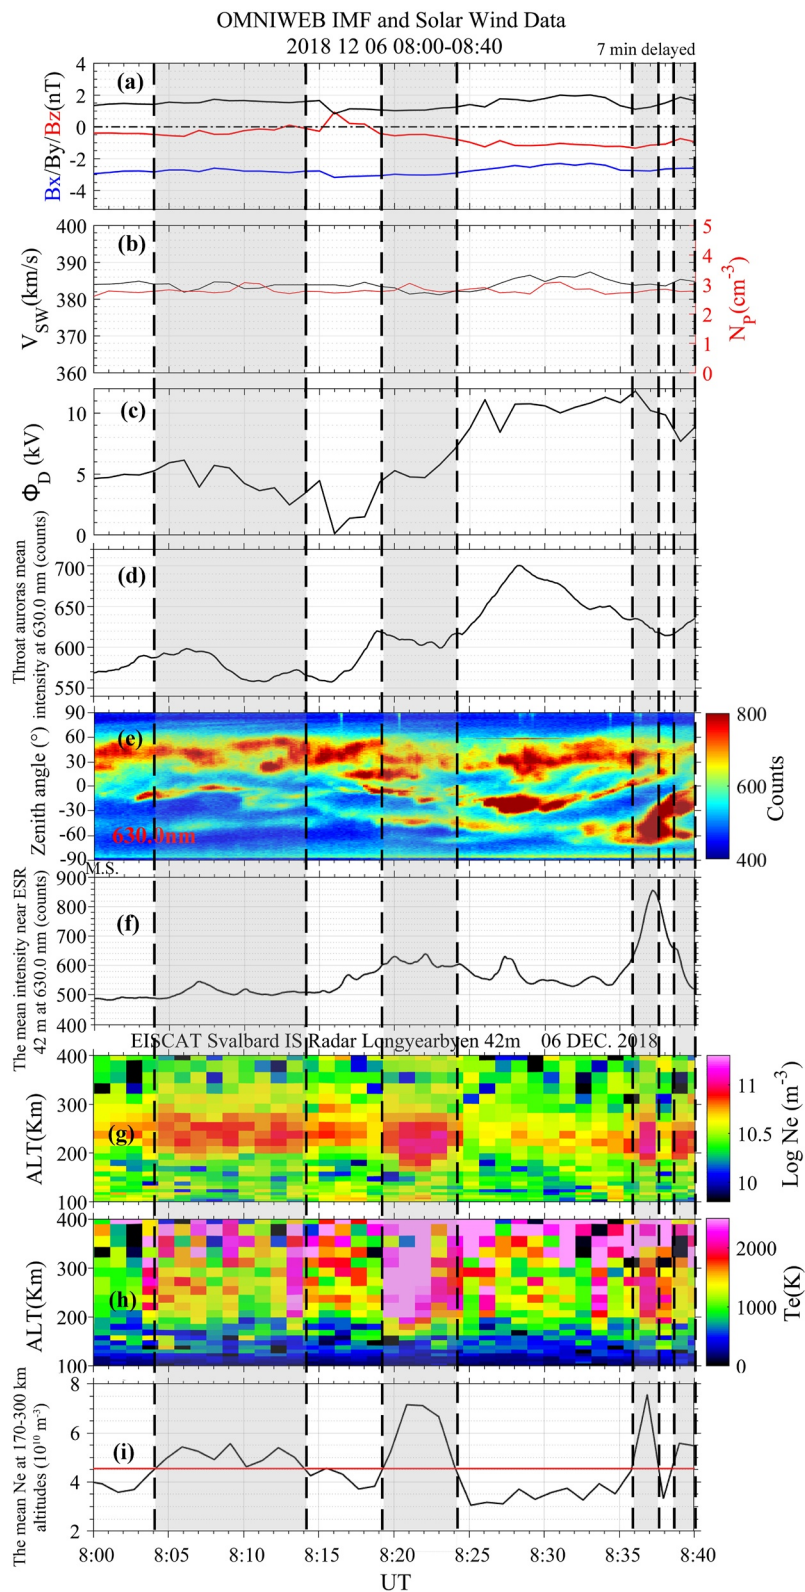 OMNIWEB IMF and Solar Wind Data
2018 12 06 08:00-08:40
7 min delayed
(a)
Bx/By/Bz(nT)
4
2
0
-2
-4
(b)
V_SW(km/s)
400
390
380
370
360
N_P(cm^-3)
5
4
3
2
1
0
(c)
Φ_D (kV)
10
5
0
(d)
Throat auroras mean
intensity at 630.0 nm (counts)
700
650
600
550
(e)
Zenith angle (°)
90
60
30
0
-30
-60
-90
630.0nm
800
600
400
Counts
M.S.
(f)
The mean intensity near ESR
42 m at 630.0 nm (counts)
900
800
700
600
500
400
EISCAT Svalbard IS Radar Longyearbyen 42m 06 DEC. 2018
(g)
ALT(Km)
400
300
200
100
11
10.5
10
Log Ne (m^-3)
(h)
ALT(Km)
400
300
200
100
2000
1000
0
Te(K)
(i)
The mean Ne at 170-300 km
altitudes (10^10 m^-3)
8
6
4
2
8:00 8:05 8:10 8:15 8:20 8:25 8:30 8:35 8:40
UT